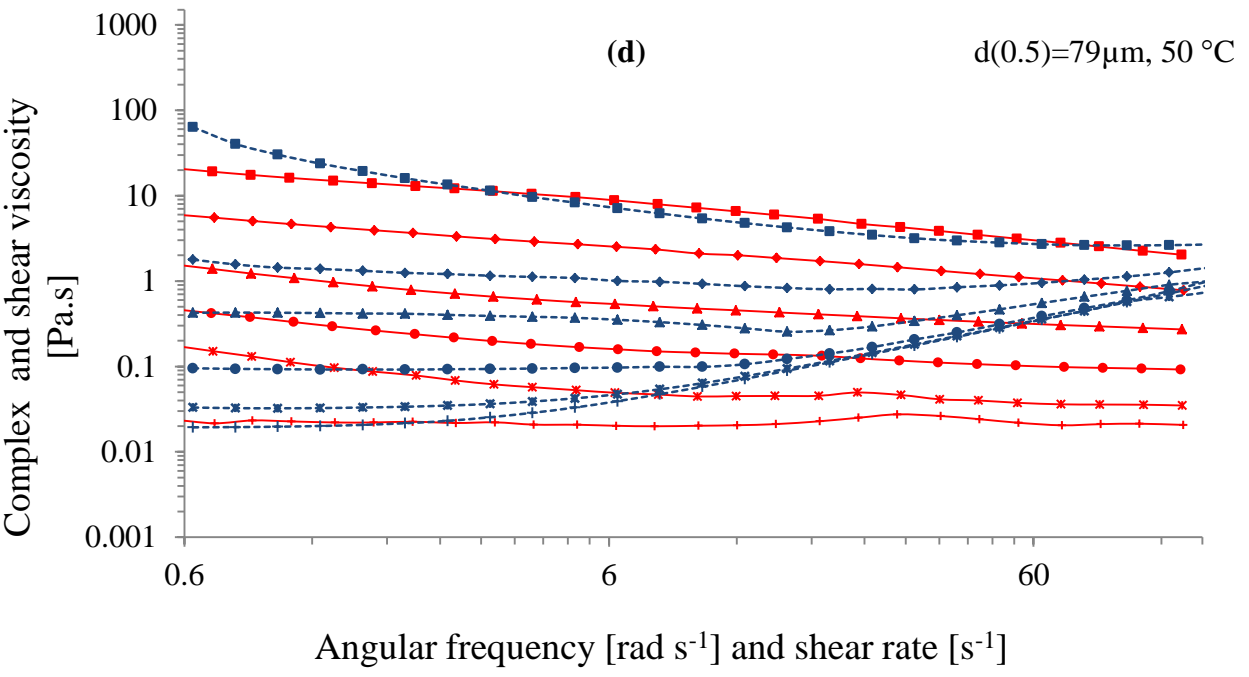 (d)
d(0.5)=79µm, 50 °C
Complex and shear viscosity
[Pa.s]
1000
100
10
1
0.1
0.01
0.001
0.6
6
60
Angular frequency [rad s⁻¹] and shear rate [s⁻¹]